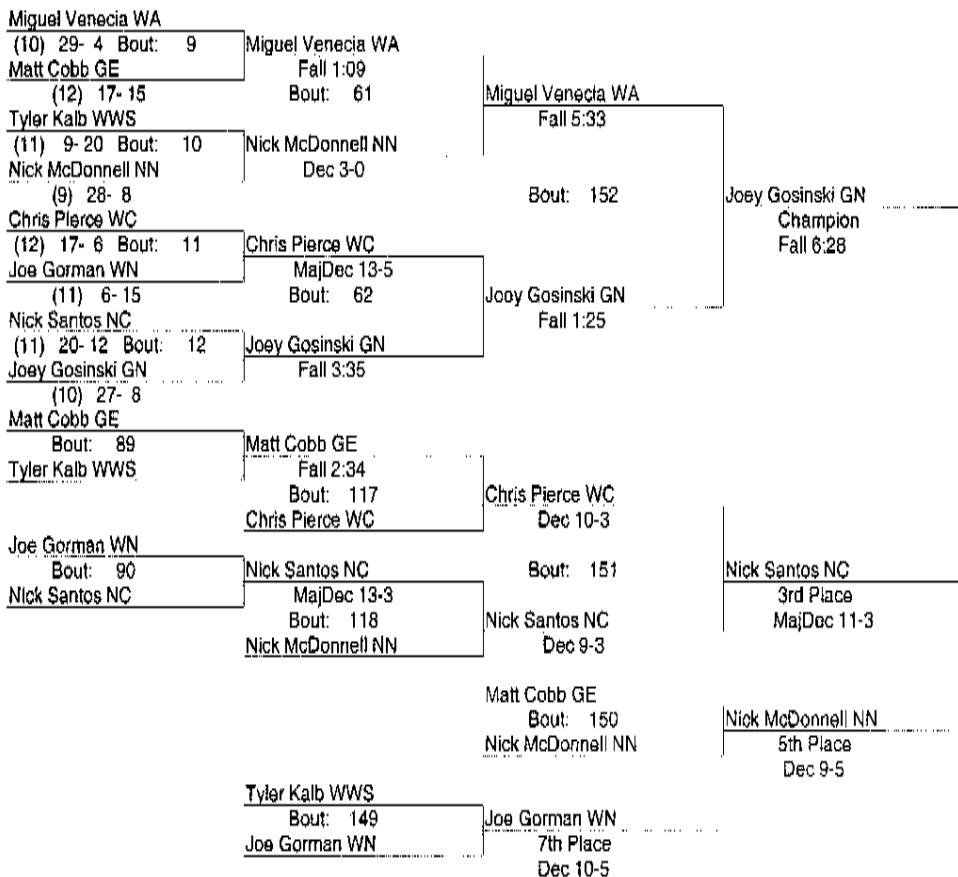 Miguel Venecia WA
(10) 29- 4 Bout: 9
Matt Cobb GE
(12) 17- 15
Tyler Kalb WWS
(11) 9- 20 Bout: 10
Nick McDonnell NN
(9) 28- 8
Chris Pierce WC
(12) 17- 6 Bout: 11
Joe Gorman WN
(11) 6- 15
Nick Santos NC
(11) 20- 12 Bout: 12
Joey Gosinski GN
(10) 27- 8
Matt Cobb GE
Bout: 89
Tyler Kalb WWS
Joe Gorman WN
Bout: 90
Nick Santos NC
Miguel Venecia WA
Fall 1:09
Bout: 61
Nick McDonnell NN
Dec 3-0
Chris Pierce WC
MajDec 13-5
Bout: 62
Joey Gosinski GN
Fall 3:35
Matt Cobb GE
Fall 2:34
Bout: 117
Chris Pierce WC
Nick Santos NC
MajDec 13-3
Bout: 118
Nick McDonnell NN
Tyler Kalb WWS
Bout: 149
Joe Gorman WN
Miguel Venecia WA
Fall 5:33
Bout: 152
Joey Gosinski GN
Fall 1:25
Chris Pierce WC
Dec 10-3
Bout: 151
Nick Santos NC
Dec 9-3
Matt Cobb GE
Bout: 150
Nick McDonnell NN
Joe Gorman WN
7th Place
Dec 10-5
Joey Gosinski GN
Champion
Fall 6:28
Nick Santos NC
3rd Place
MajDec 11-3
Nick McDonnell NN
5th Place
Dec 9-5